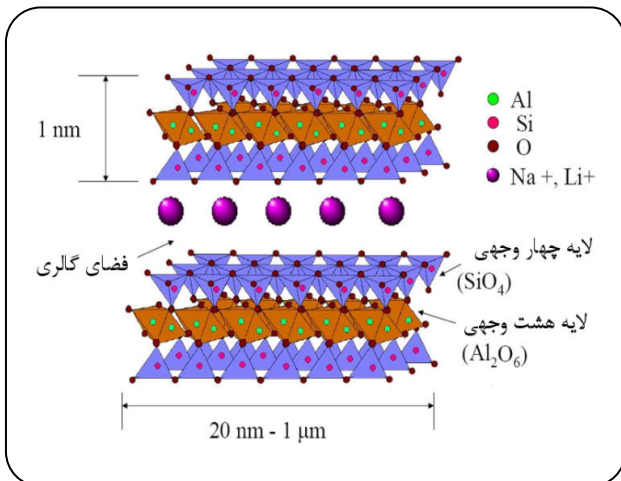 1 nm
Al
Si
O
Na +, Li+
فضای گالری
لایه چهار وجهی
(SiO₄)
لایه هشت وجهی
(Al₂O₆)
20 nm - 1 μm